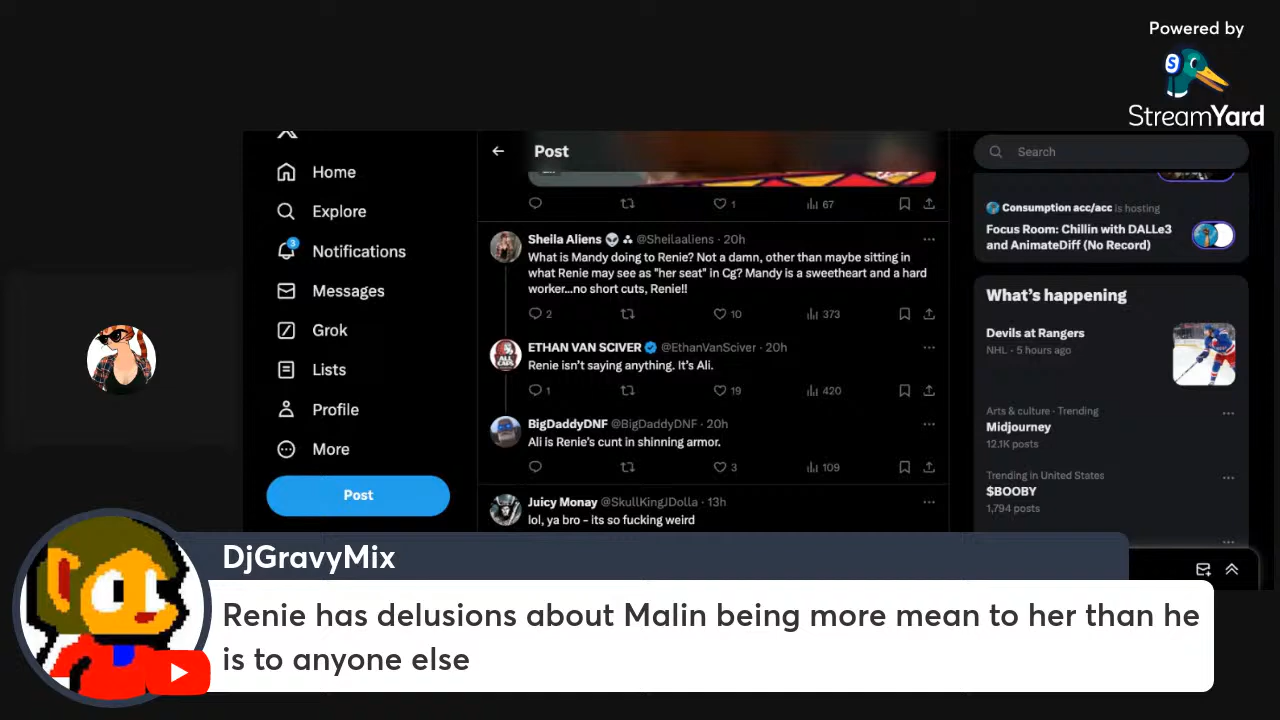 Powered by
StreamYard
Home
Explore
3
Notifications
Messages
Grok
Lists
Profile
More
Post
Post
1
67
Sheila Aliens @Sheilaaliens · 20h
What is Mandy doing to Renie? Not a damn, other than maybe sitting in
what Renie may see as "her seat" in Cg? Mandy is a sweetheart and a hard
worker...no short cuts, Renie!!
2
10
373
ETHAN VAN SCIVER @EthanVanSciver · 20h
Renie isn't saying anything. It's Ali.
1
19
420
BigDaddyDNF @BigDaddyDNF · 20h
Ali is Renie's cunt in shinning armor.
3
109
Juicy Monay @SkullKingJDolla · 13h
lol, ya bro - its so fucking weird
Search
Consumption acc/acc is hosting
Focus Room: Chillin with DALLe3
and AnimateDiff (No Record)
What's happening
Devils at Rangers
NHL · 5 hours ago
Arts & culture · Trending
Midjourney
12.1K posts
Trending in United States
$BOOBY
1,794 posts
DjGravyMix
Renie has delusions about Malin being more mean to her than he
is to anyone else